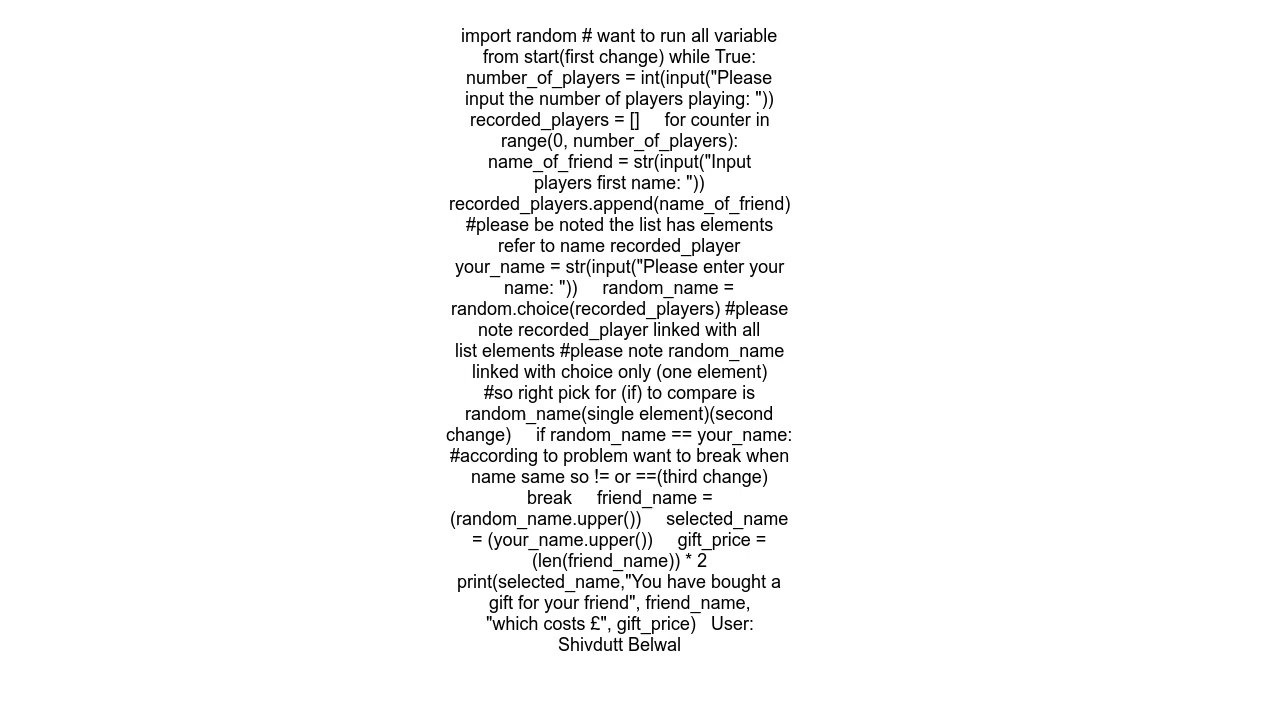 import random # want to run all variable
from start(first change) while True:
number_of_players = int(input("Please
input the number of players playing: "))
recorded_players = []     for counter in
range(0, number_of_players):
name_of_friend = str(input("Input
players first name: "))
recorded_players.append(name_of_friend)
#please be noted the list has elements
refer to name recorded_player
your_name = str(input("Please enter your
name: "))     random_name =
random.choice(recorded_players) #please
note recorded_player linked with all
list elements #please note random_name
linked with choice only (one element)
#so right pick for (if) to compare is
random_name(single element)(second
change)     if random_name == your_name:
#according to problem want to break when
name same so != or ==(third change)
break     friend_name =
(random_name.upper())     selected_name
= (your_name.upper())     gift_price =
(len(friend_name)) * 2
print(selected_name,"You have bought a
gift for your friend", friend_name,
"which costs £", gift_price)   User:
Shivdutt Belwal